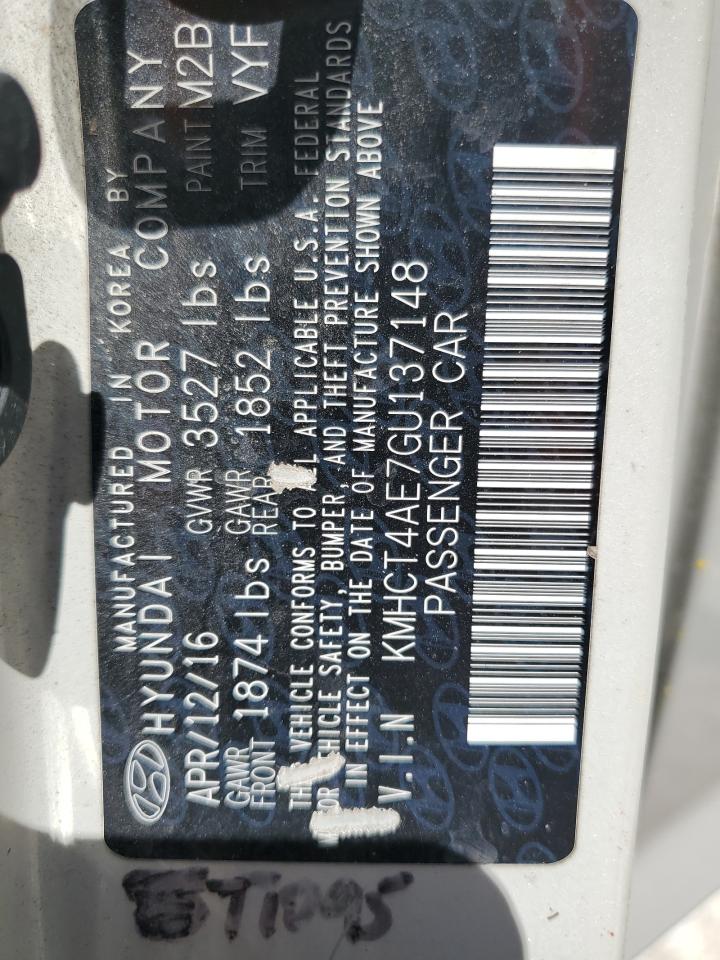 MANUFACTURED IN KOREA BY
HYUNDAI MOTOR COMPANY
APR/12/16 GVWR 3527 lbs PAINT M2B
GAWR FRONT 1874 lbs GAWR REAR 1852 lbs TRIM VYF
VEHICLE CONFORMS TO APPLICABLE U.S.A. FEDERAL
SAFETY, BUMPER, AND THEFT PREVENTION STANDARDS
IN EFFECT ON THE DATE OF MANUFACTURE SHOWN ABOVE
V.I.N KMHCT4AE7GU137148
PASSENGER CAR